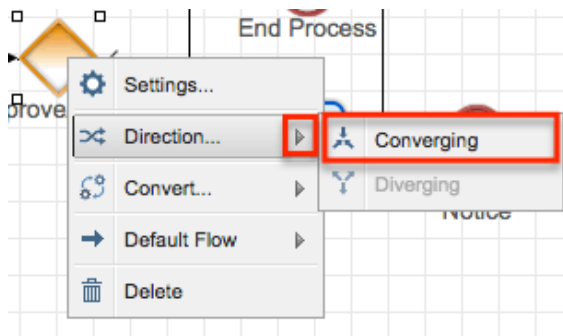 End Process
prove
Settings...
Direction...
Converging
Convert...
Diverging
Notice
Default Flow
Delete